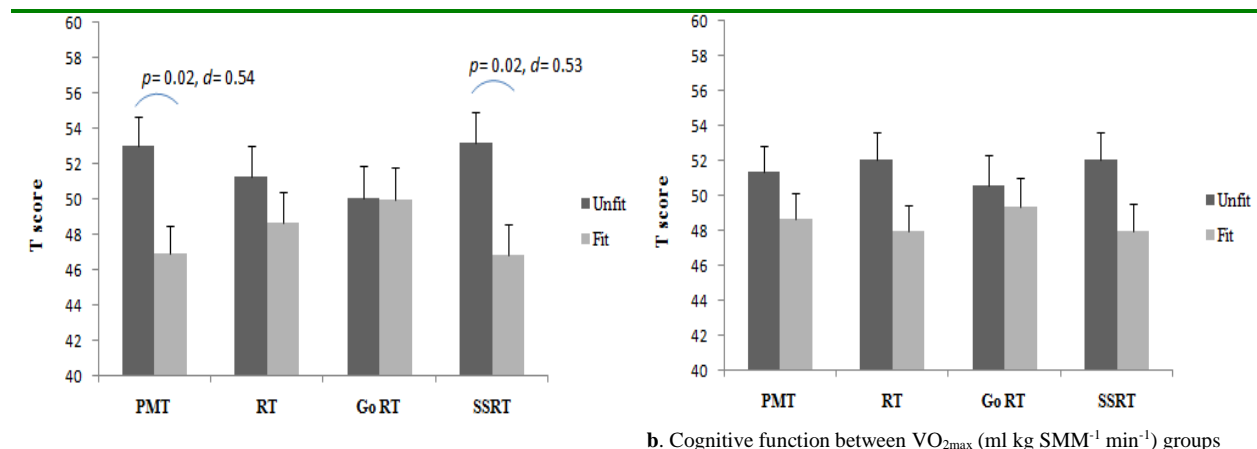 60
58
56
54
52
50
48
46
44
42
40
T score
p= 0.02, d= 0.54
p= 0.02, d= 0.53
PMT RT Go RT SSRT
Unfit
Fit
60
58
56
54
52
50
48
46
44
42
40
T score
PMT RT Go RT SSRT
Unfit
Fit
b. Cognitive function between VO₂max (ml kg SMM⁻¹ min⁻¹) groups